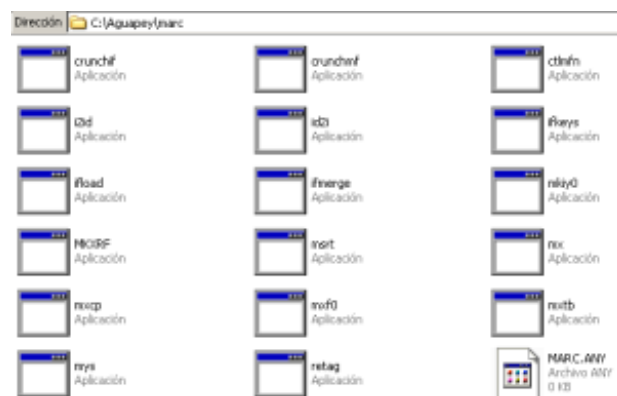 Dirección C:\Aguapey\marc
crunchif
Aplicación
crunchmf
Aplicación
ctlmfn
Aplicación
i2id
Aplicación
id2i
Aplicación
ifkeys
Aplicación
ifload
Aplicación
ifmerge
Aplicación
mkiy0
Aplicación
MKXRF
Aplicación
msrt
Aplicación
mx
Aplicación
mxcp
Aplicación
mxf0
Aplicación
mxtb
Aplicación
mys
Aplicación
retag
Aplicación
MARC.ANY
Archivo ANY
0 KB